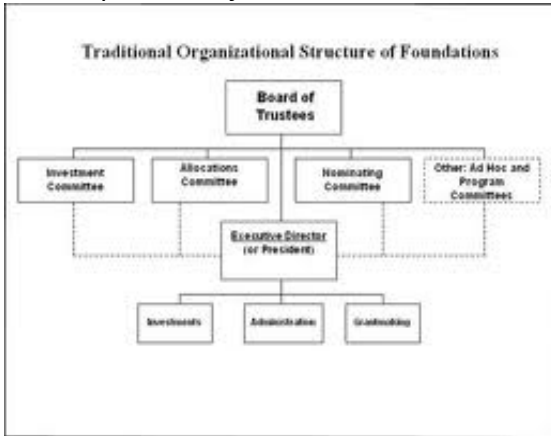 Traditional Organizational Structure of Foundations
Board of
Trustees
Investment
Committee
Allocations
Committee
Nominating
Committee
Other: Ad Hoc and
Program
Committees
Executive Director
(or President)
Investments
Administration
Grantmaking